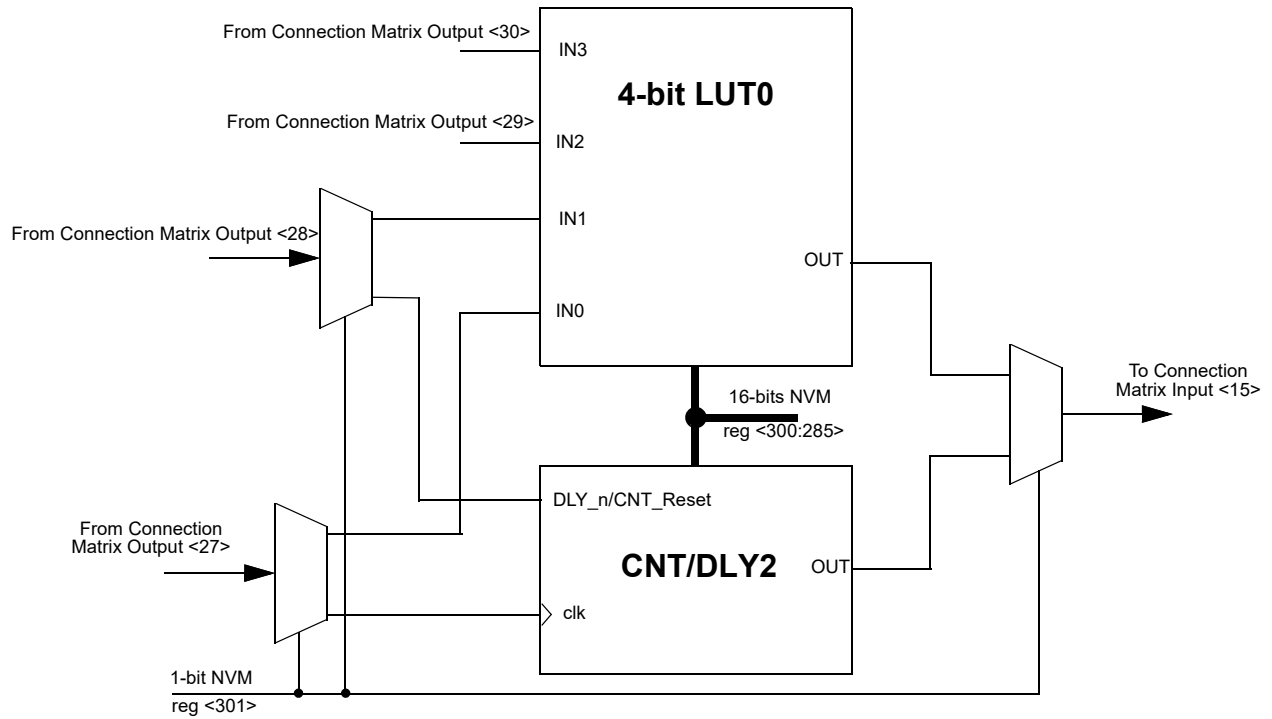 From Connection Matrix Output <30>
IN3
4-bit LUT0
From Connection Matrix Output <29>
IN2
IN1
From Connection Matrix Output <28>
OUT
IN0
To Connection
Matrix Input <15>
16-bits NVM
reg <300:285>
DLY_n/CNT_Reset
From Connection
Matrix Output <27>
CNT/DLY2
OUT
clk
1-bit NVM
reg <301>